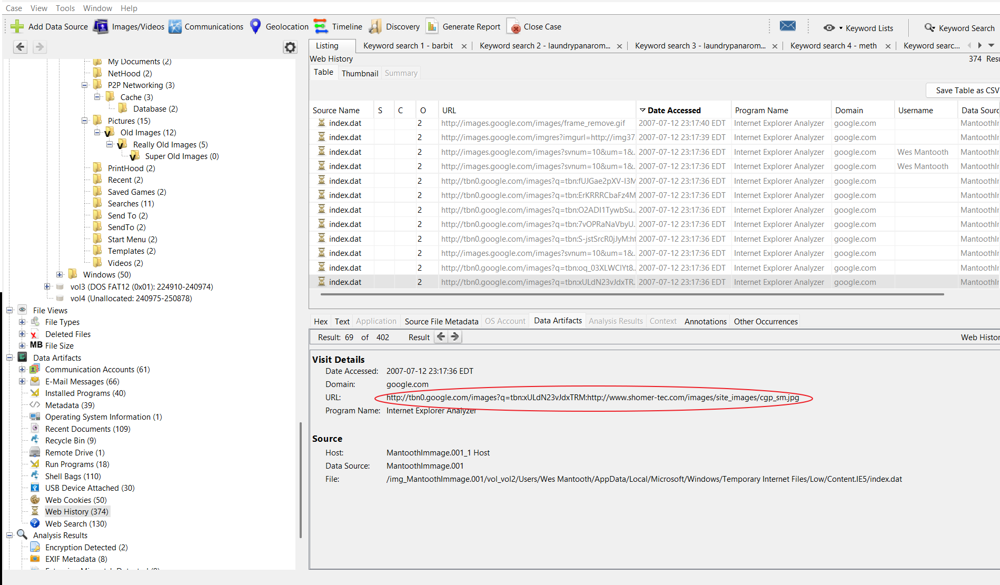 Case View Tools Window Help
Add Data Source Images/Videos Communications Geolocation Timeline Discovery Generate Report Close Case Keyword Lists Keyword Search
Listing Keyword search 1 - barbit Keyword search 2 - laundrypanarom... Keyword search 3 - laundrypanarom... Keyword search 4 - meth Keyword searc...
My Documents (2)
NetHood (2)
P2P Networking (3)
Cache (3)
Database (2)
Pictures (15)
Old Images (12)
Really Old Images (5)
Super Old Images (0)
PrintHood (2)
Recent (2)
Saved Games (2)
Searches (11)
Send To (2)
SendTo (2)
Start Menu (2)
Templates (2)
Videos (2)
Windows (50)
vol3 (DOS FAT12 (0x01): 224910-240974)
vol4 (Unallocated: 240975-250878)
File Views
File Types
Deleted Files
MB File Size
Data Artifacts
Communication Accounts (61)
E-Mail Messages (66)
Installed Programs (40)
Metadata (39)
Operating System Information (1)
Recent Documents (109)
Recycle Bin (9)
Remote Drive (1)
Run Programs (18)
Shell Bags (110)
USB Device Attached (30)
Web Cookies (50)
Web History (374)
Web Search (130)
Analysis Results
Encryption Detected (2)
EXIF Metadata (8)
Web History 374 Resu
Table Thumbnail Summary
Save Table as CSV
Source Name S C O URL Date Accessed Program Name Domain Username Data Sourc
index.dat 2 http://images.google.com/images/frame_remove.gif 2007-07-12 23:17:40 EDT Internet Explorer Analyzer google.com MantoothIr
index.dat 2 http://images.google.com/imgres?imgurl=http://img37 2007-07-12 23:17:39 EDT Internet Explorer Analyzer google.com MantoothIr
index.dat 2 http://images.google.com/images?svnum=10&um=1&.. 2007-07-12 23:17:36 EDT Internet Explorer Analyzer google.com Wes Mantooth MantoothIr
index.dat 2 http://images.google.com/images?svnum=10&um=1&.. 2007-07-12 23:17:36 EDT Internet Explorer Analyzer google.com Wes Mantooth MantoothIr
index.dat 2 http://tbn0.google.com/images?q=tbn:fUJGae2pXV-I3M 2007-07-12 23:17:36 EDT Internet Explorer Analyzer google.com MantoothIr
index.dat 2 http://tbn0.google.com/images?q=tbn:ErKRRRCbaFz4M 2007-07-12 23:17:36 EDT Internet Explorer Analyzer google.com MantoothIr
index.dat 2 http://tbn0.google.com/images?q=tbn:O2ADI1TywbSu.. 2007-07-12 23:17:36 EDT Internet Explorer Analyzer google.com MantoothIr
index.dat 2 http://tbn0.google.com/images?q=tbn:7vOPRaNaVbyU.. 2007-07-12 23:17:36 EDT Internet Explorer Analyzer google.com MantoothIr
index.dat 2 http://tbn0.google.com/images?q=tbn:S-jstSrcR0jJyM:ht 2007-07-12 23:17:36 EDT Internet Explorer Analyzer google.com MantoothIr
index.dat 2 http://images.google.com/images?svnum=10&um=1&.. 2007-07-12 23:17:36 EDT Internet Explorer Analyzer google.com MantoothIr
index.dat 2 http://tbn0.google.com/images?q=tbn:oq_03XLWCIYt8.. 2007-07-12 23:17:36 EDT Internet Explorer Analyzer google.com MantoothIr
index.dat 2 http://tbn0.google.com/images?q=tbn:xULdN23vJdxTR.. 2007-07-12 23:17:36 EDT Internet Explorer Analyzer google.com MantoothIr
Hex Text Application Source File Metadata OS Account Data Artifacts Analysis Results Context Annotations Other Occurrences
Result: 69 of 402 Result Web Histor
Visit Details
Date Accessed: 2007-07-12 23:17:36 EDT
Domain: google.com
URL: http://tbn0.google.com/images?q=tbn:xULdN23vJdxTRM:http://www.shomer-tec.com/images/site_images/cgp_sm.jpg
Program Name: Internet Explorer Analyzer
Source
Host: MantoothImmage.001_1 Host
Data Source: MantoothImmage.001
File: /img_MantoothImmage.001/vol_vol2/Users/Wes Mantooth/AppData/Local/Microsoft/Windows/Temporary Internet Files/Low/Content.IE5/index.dat